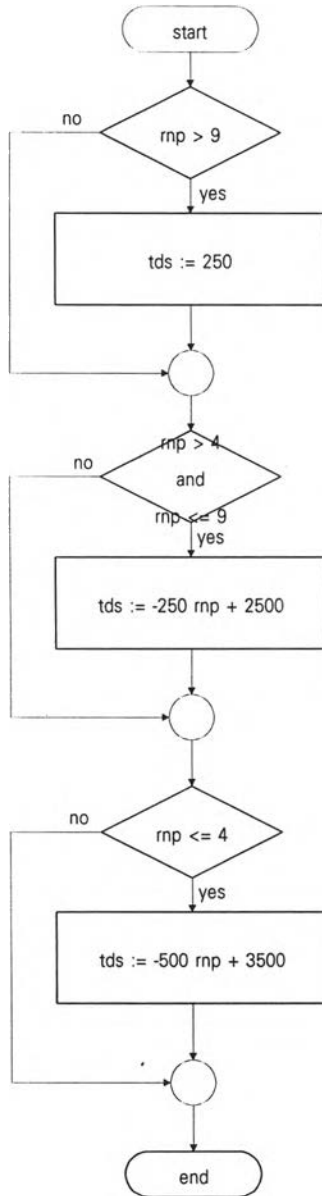 start
rnp > 9
no
yes
tds := 250
rnp > 4
no
and
rnp <= 9
yes
tds := -250 rnp + 2500
no
rnp <= 4
yes
tds := -500 rnp + 3500
end